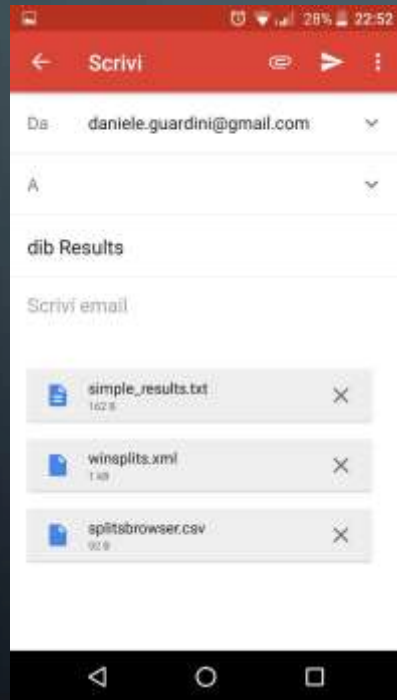 28% 22:52
Scrivi
Da daniele.guardini@gmail.com
A
dib Results
Scrivi email
simple_results.txt
162 B
winsplits.xml
1 kB
splitsbrowser.csv
92 B